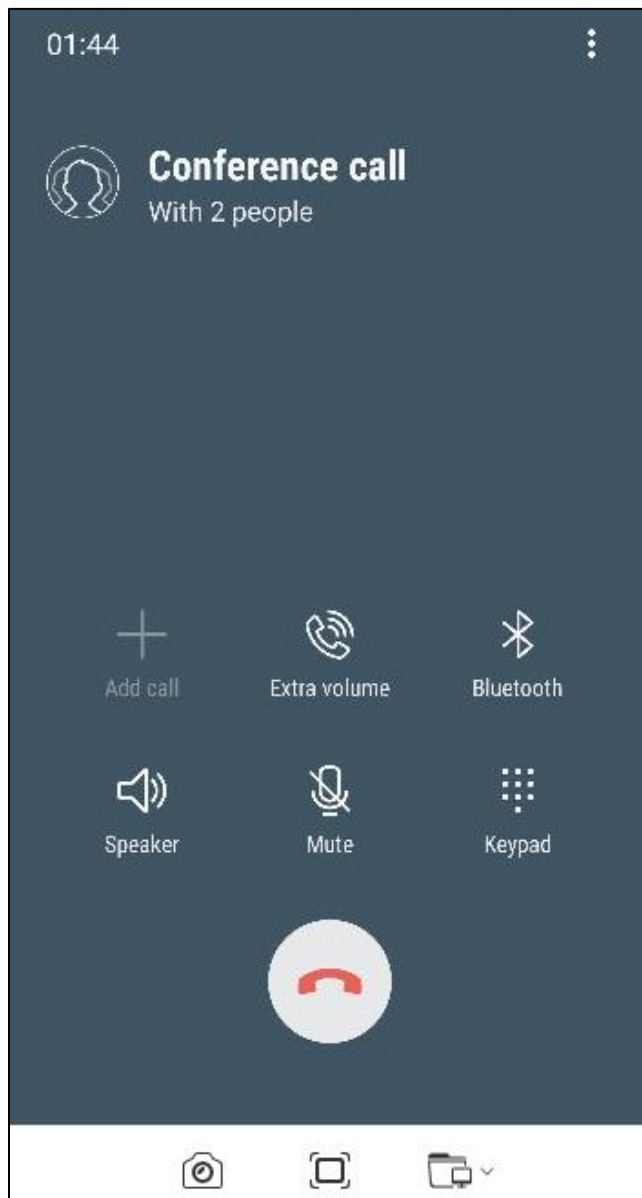 01:44
Conference call
With 2 people
Add call
Extra volume
Bluetooth
Speaker
Mute
Keypad